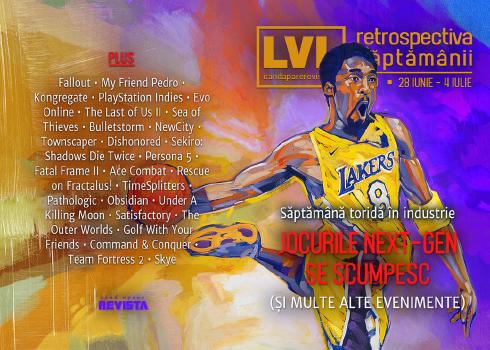 PLUS
Fallout • My Friend Pedro •
Kongregate • PlayStation Indies • Evo
Online • The Last of Us II • Sea of
Thieves • Bulletstorm • NewCity •
Townscaper • Dishonored • Sekiro:
Shadows Die Twice • Persona 5 •
Fatal Frame II • Ace Combat • Rescue
on Fractalus! • TimeSplitters
Pathologic • Obsidian • Under A
Killing Moon • Satisfactory • The
Outer Worlds • Golf With Your
Friends • Command & Conquer •
Team Fortress 2 • Skye
REVISTA
retrospectiva
săptămânii
28 IUNIE - 4 IULIE
LAKERS
8
Săptămână toridă în industrie
JOCURILE NEXT-GEN
SE SCUMPESC
(ȘI MULTE ALTE EVENIMENTE)